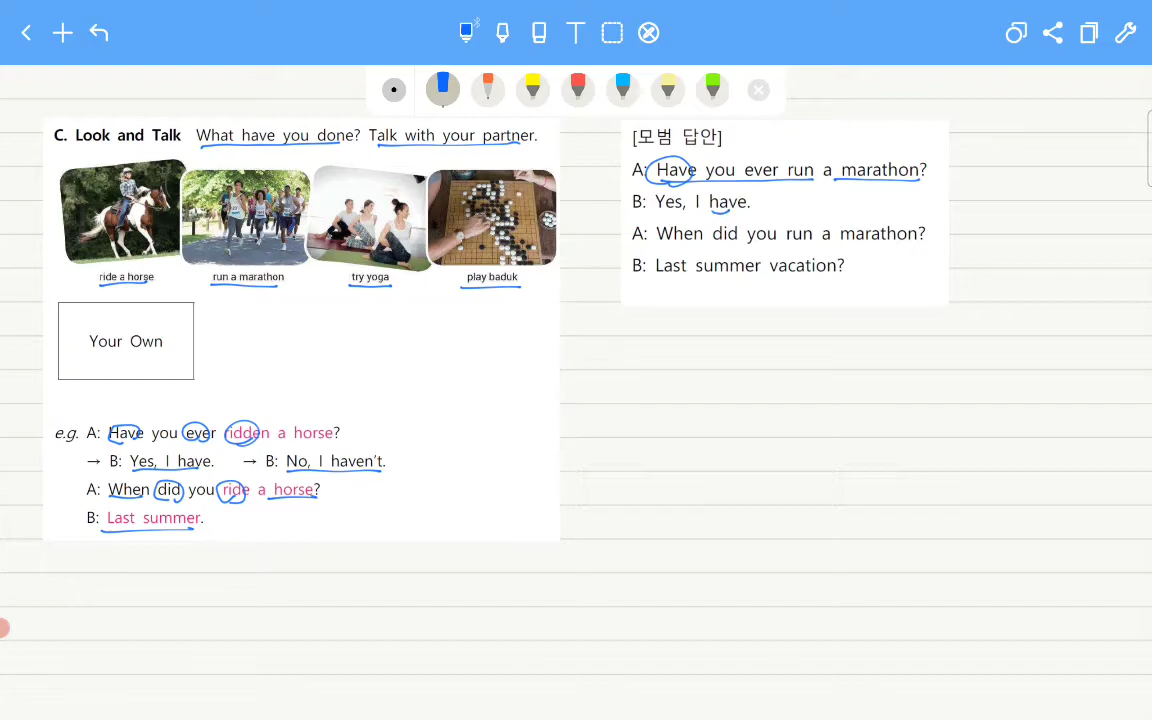 C. Look and Talk What have you done? Talk with your partner.
ride a horse
run a marathon
try yoga
play baduk
Your Own
e.g. A: Have you ever ridden a horse?
→ B: Yes, I have. → B: No, I haven't.
A: When did you ride a horse?
B: Last summer.
[모범 답안]
A: Have you ever run a marathon?
B: Yes, I have.
A: When did you run a marathon?
B: Last summer vacation?